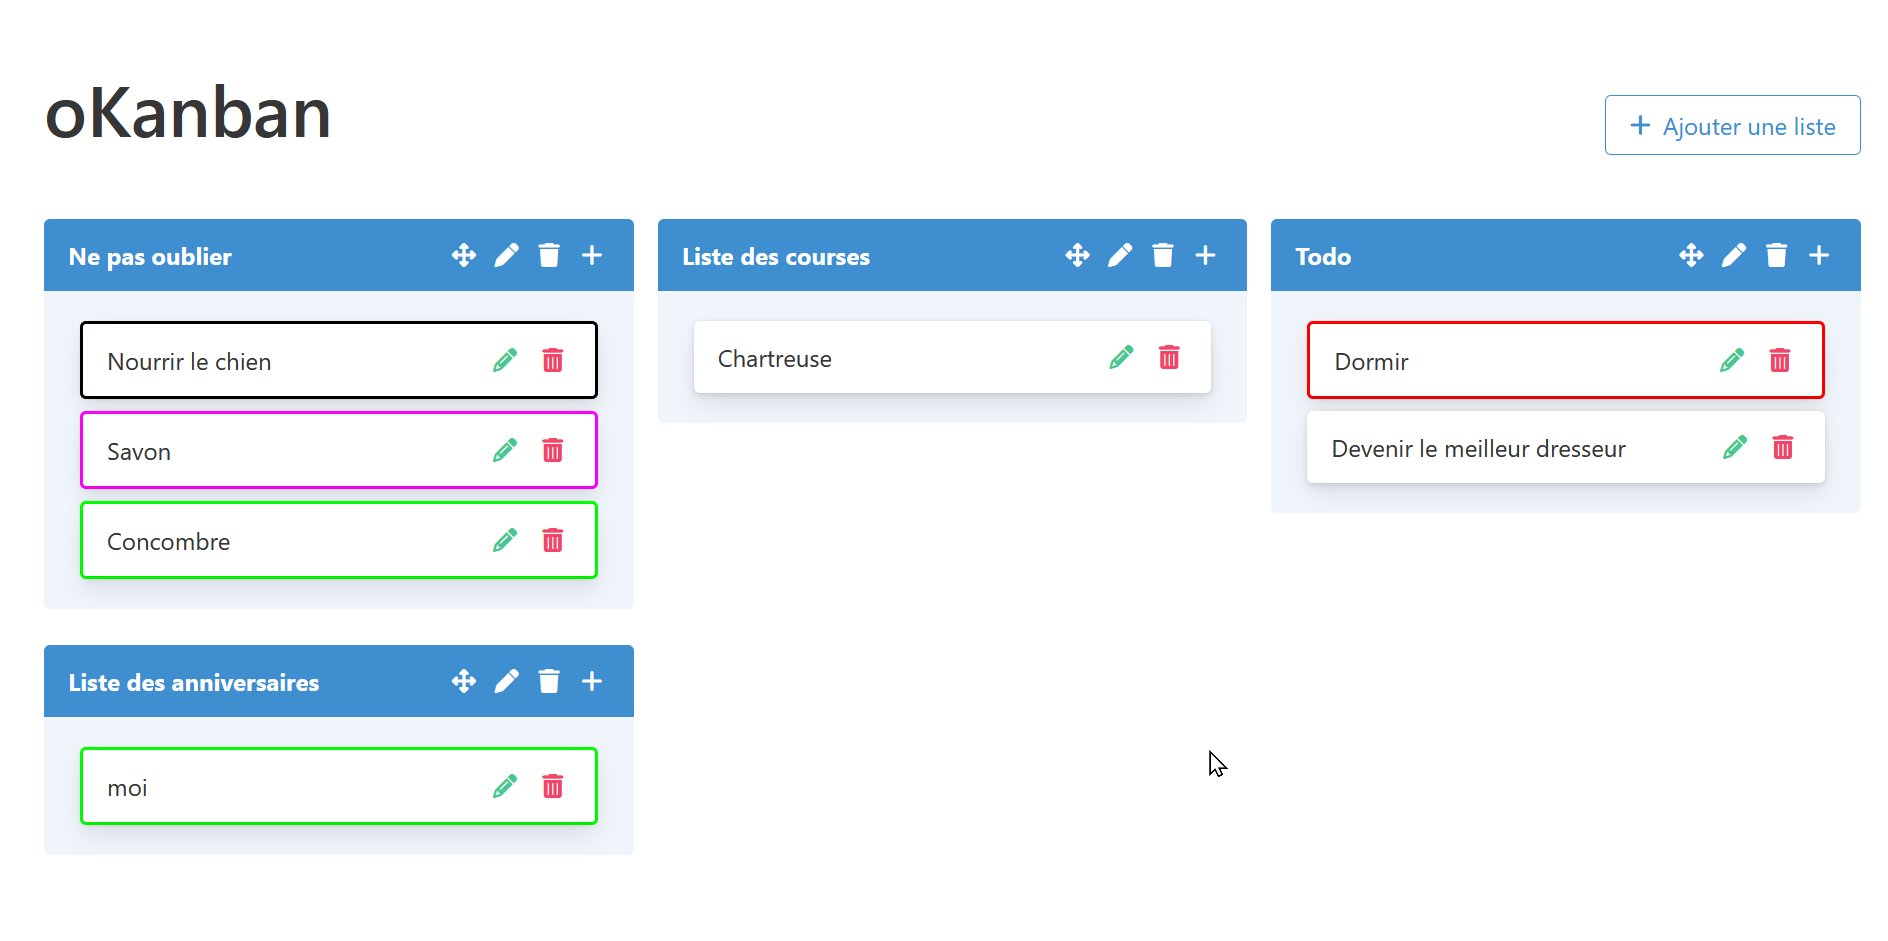 oKanban
Ajouter une liste
Ne pas oublier
Nourrir le chien
Savon
Concombre
Liste des courses
Chartreuse
Todo
Dormir
Devenir le meilleur dresseur
Liste des anniversaires
moi